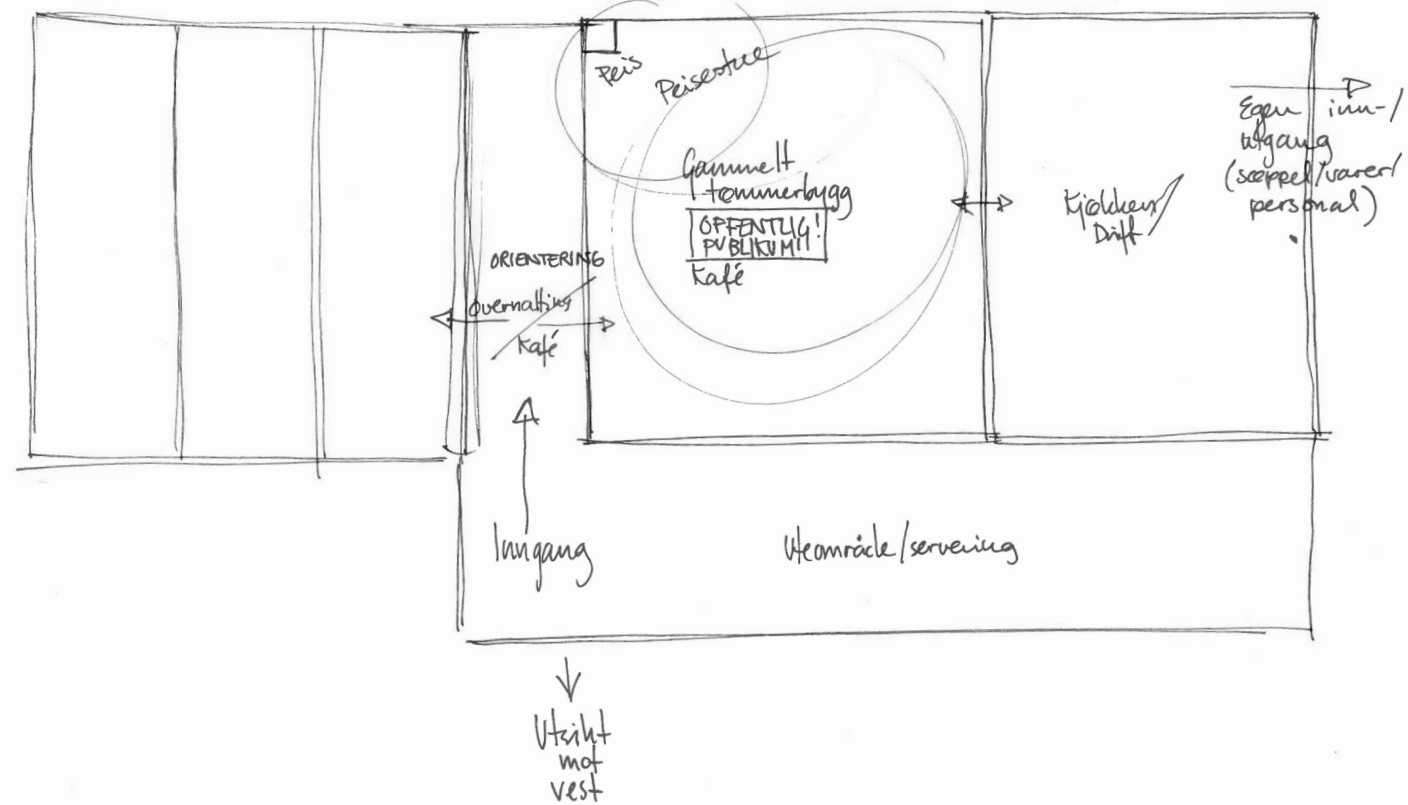 Peis
Peisestue
Gammelt
tømmerbygg
OFFENTLIG!
PUBLIKUM!!
Kafé
ORIENTERING
Overnatting
Kafé
Inngang
Uteområde/servering
Utsikt
mot
vest
Kjøkken/
Drift
Egen inn-/
utgang
(søppel/varer/
personal)